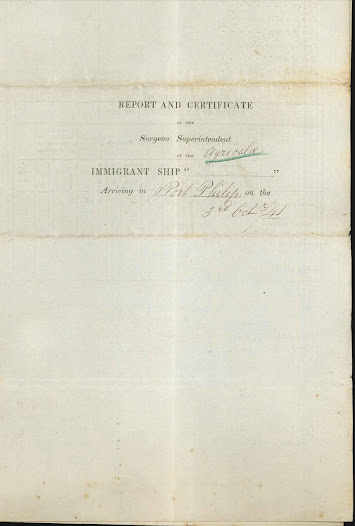 REPORT AND CERTIFICATE
OF THE
Surgeon Superintendent
OF THE Agricola
IMMIGRANT SHIP " "
Arriving in Port Philip on the
3rd Octr 41